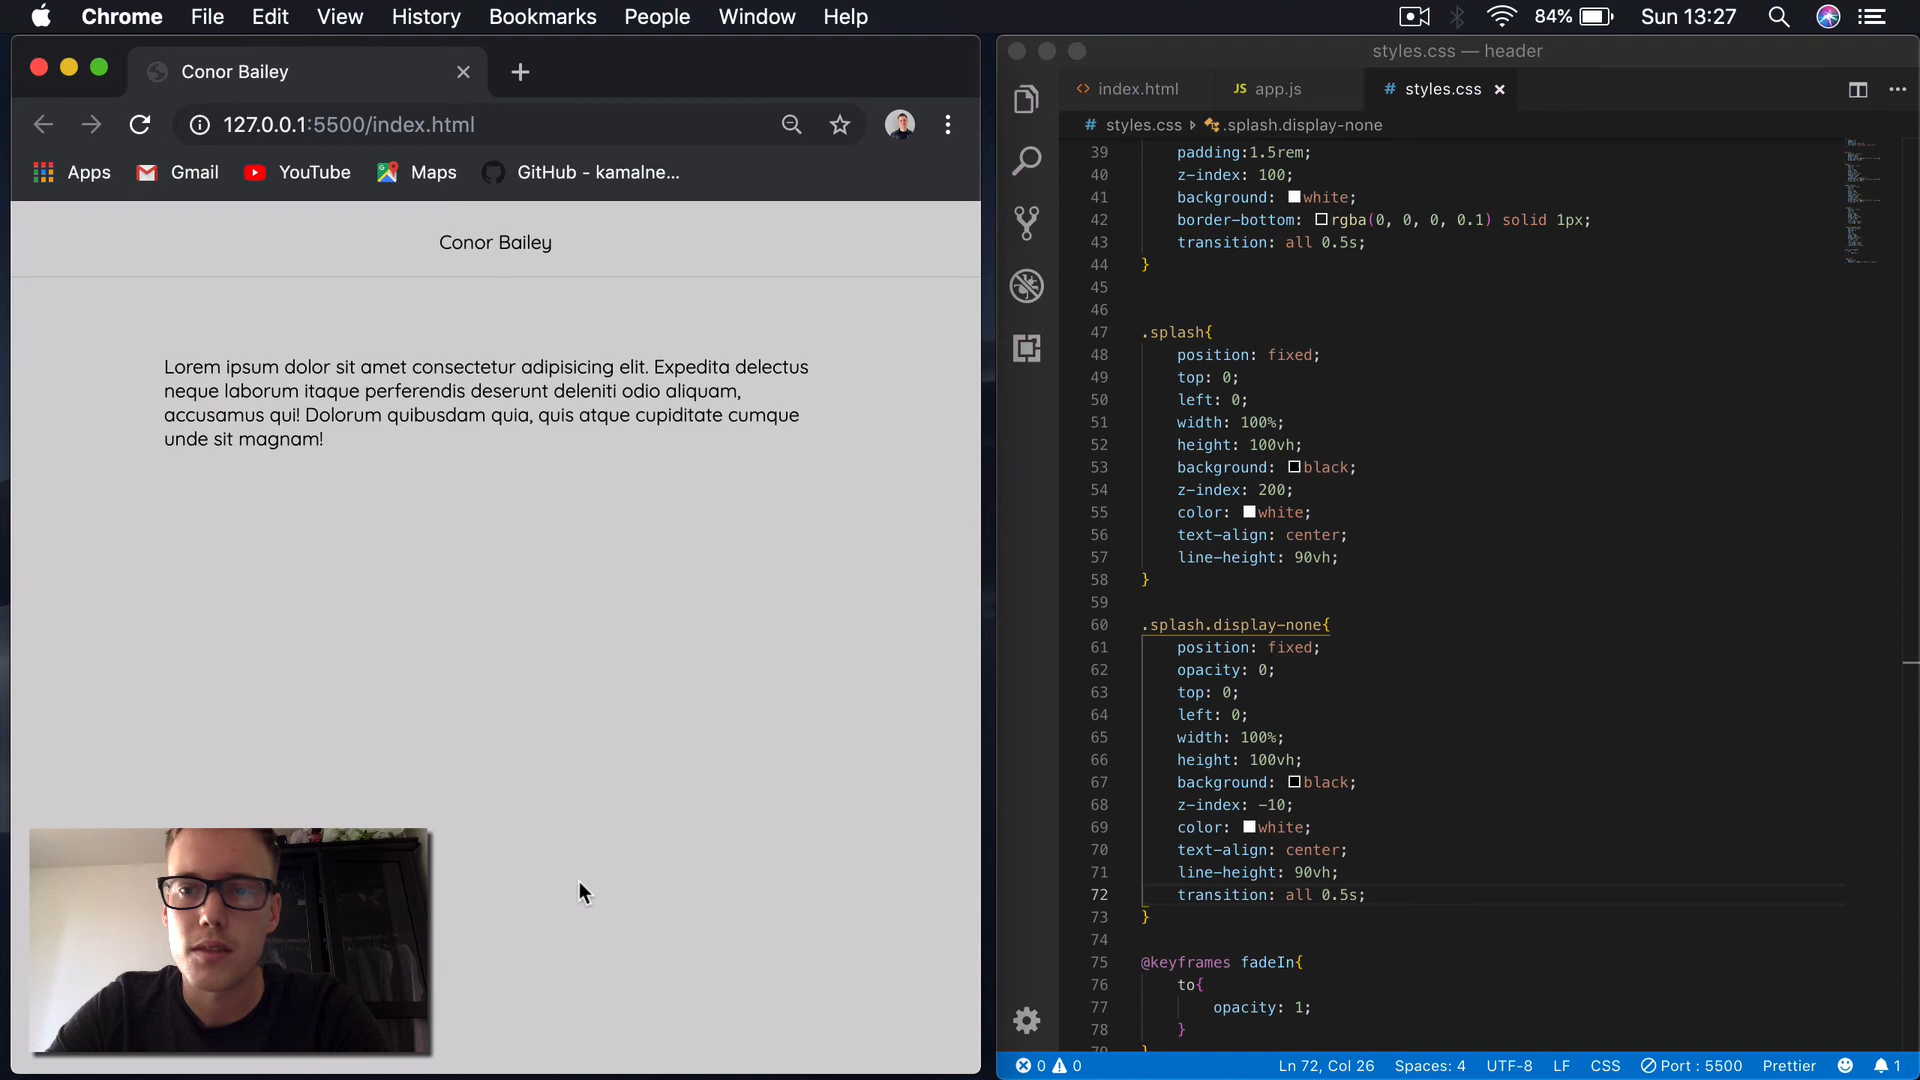 Chrome File Edit View History Bookmarks People Window Help 84% Sun 13:27
Conor Bailey
127.0.0.1:5500/index.html
Apps Gmail YouTube Maps GitHub - kamalne...
Conor Bailey
Lorem ipsum dolor sit amet consectetur adipisicing elit. Expedita delectus
neque laborum itaque perferendis deserunt deleniti odio aliquam,
accusamus qui! Dolorum quibusdam quia, quis atque cupiditate cumque
unde sit magnam!
styles.css — header
index.html JS app.js # styles.css
# styles.css .splash.display-none
39 padding:1.5rem;
40 z-index: 100;
41 background: white;
42 border-bottom: rgba(0, 0, 0, 0.1) solid 1px;
43 transition: all 0.5s;
44 }
45
46
47 .splash{
48 position: fixed;
49 top: 0;
50 left: 0;
51 width: 100%;
52 height: 100vh;
53 background: black;
54 z-index: 200;
55 color: white;
56 text-align: center;
57 line-height: 90vh;
58 }
59
60 .splash.display-none{
61 position: fixed;
62 opacity: 0;
63 top: 0;
64 left: 0;
65 width: 100%;
66 height: 100vh;
67 background: black;
68 z-index: -10;
69 color: white;
70 text-align: center;
71 line-height: 90vh;
72 transition: all 0.5s;
73 }
74
75 @keyframes fadeIn{
76 to{
77 opacity: 1;
78 }
0 0 Ln 72, Col 26 Spaces: 4 UTF-8 LF CSS Port : 5500 Prettier 1